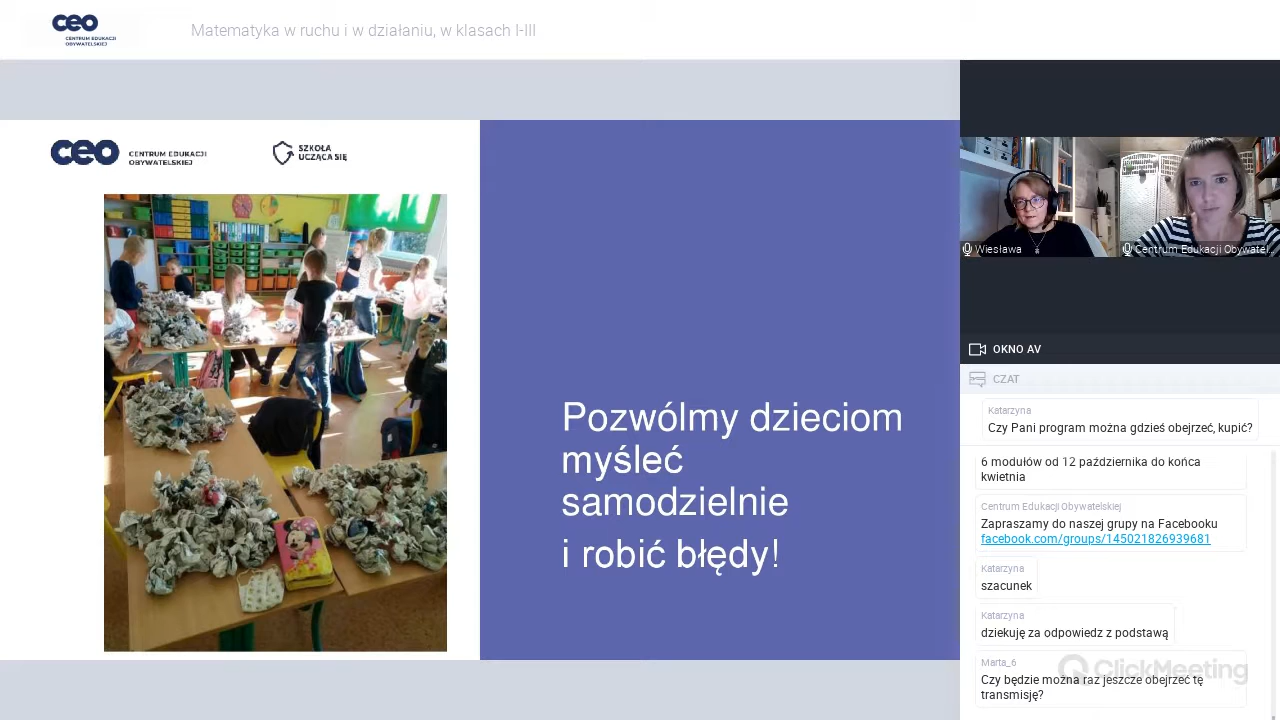 ceo
CENTRUM EDUKACJI
OBYWATELSKIEJ
Matematyka w ruchu i w działaniu, w klasach I-III
ceo
CENTRUM EDUKACJI
OBYWATELSKIEJ
SZKOŁA
UCZĄCA SIĘ
Pozwólmy dzieciom
myśleć
samodzielnie
i robić błędy!
Wiesława
Centrum Edukacji Obywatel...
OKNO AV
CZAT
Katarzyna
Czy Pani program można gdzieś obejrzeć, kupić?
6 modułów od 12 października do końca
kwietnia
Centrum Edukacji Obywatelskiej
Zapraszamy do naszej grupy na Facebooku
facebook.com/groups/145021826939681
Katarzyna
szacunek
Katarzyna
dziekuję za odpowiedz z podstawą
Marta_6
Czy będzie można raz jeszcze obejrzeć tę
transmisję?
ClickMeeting